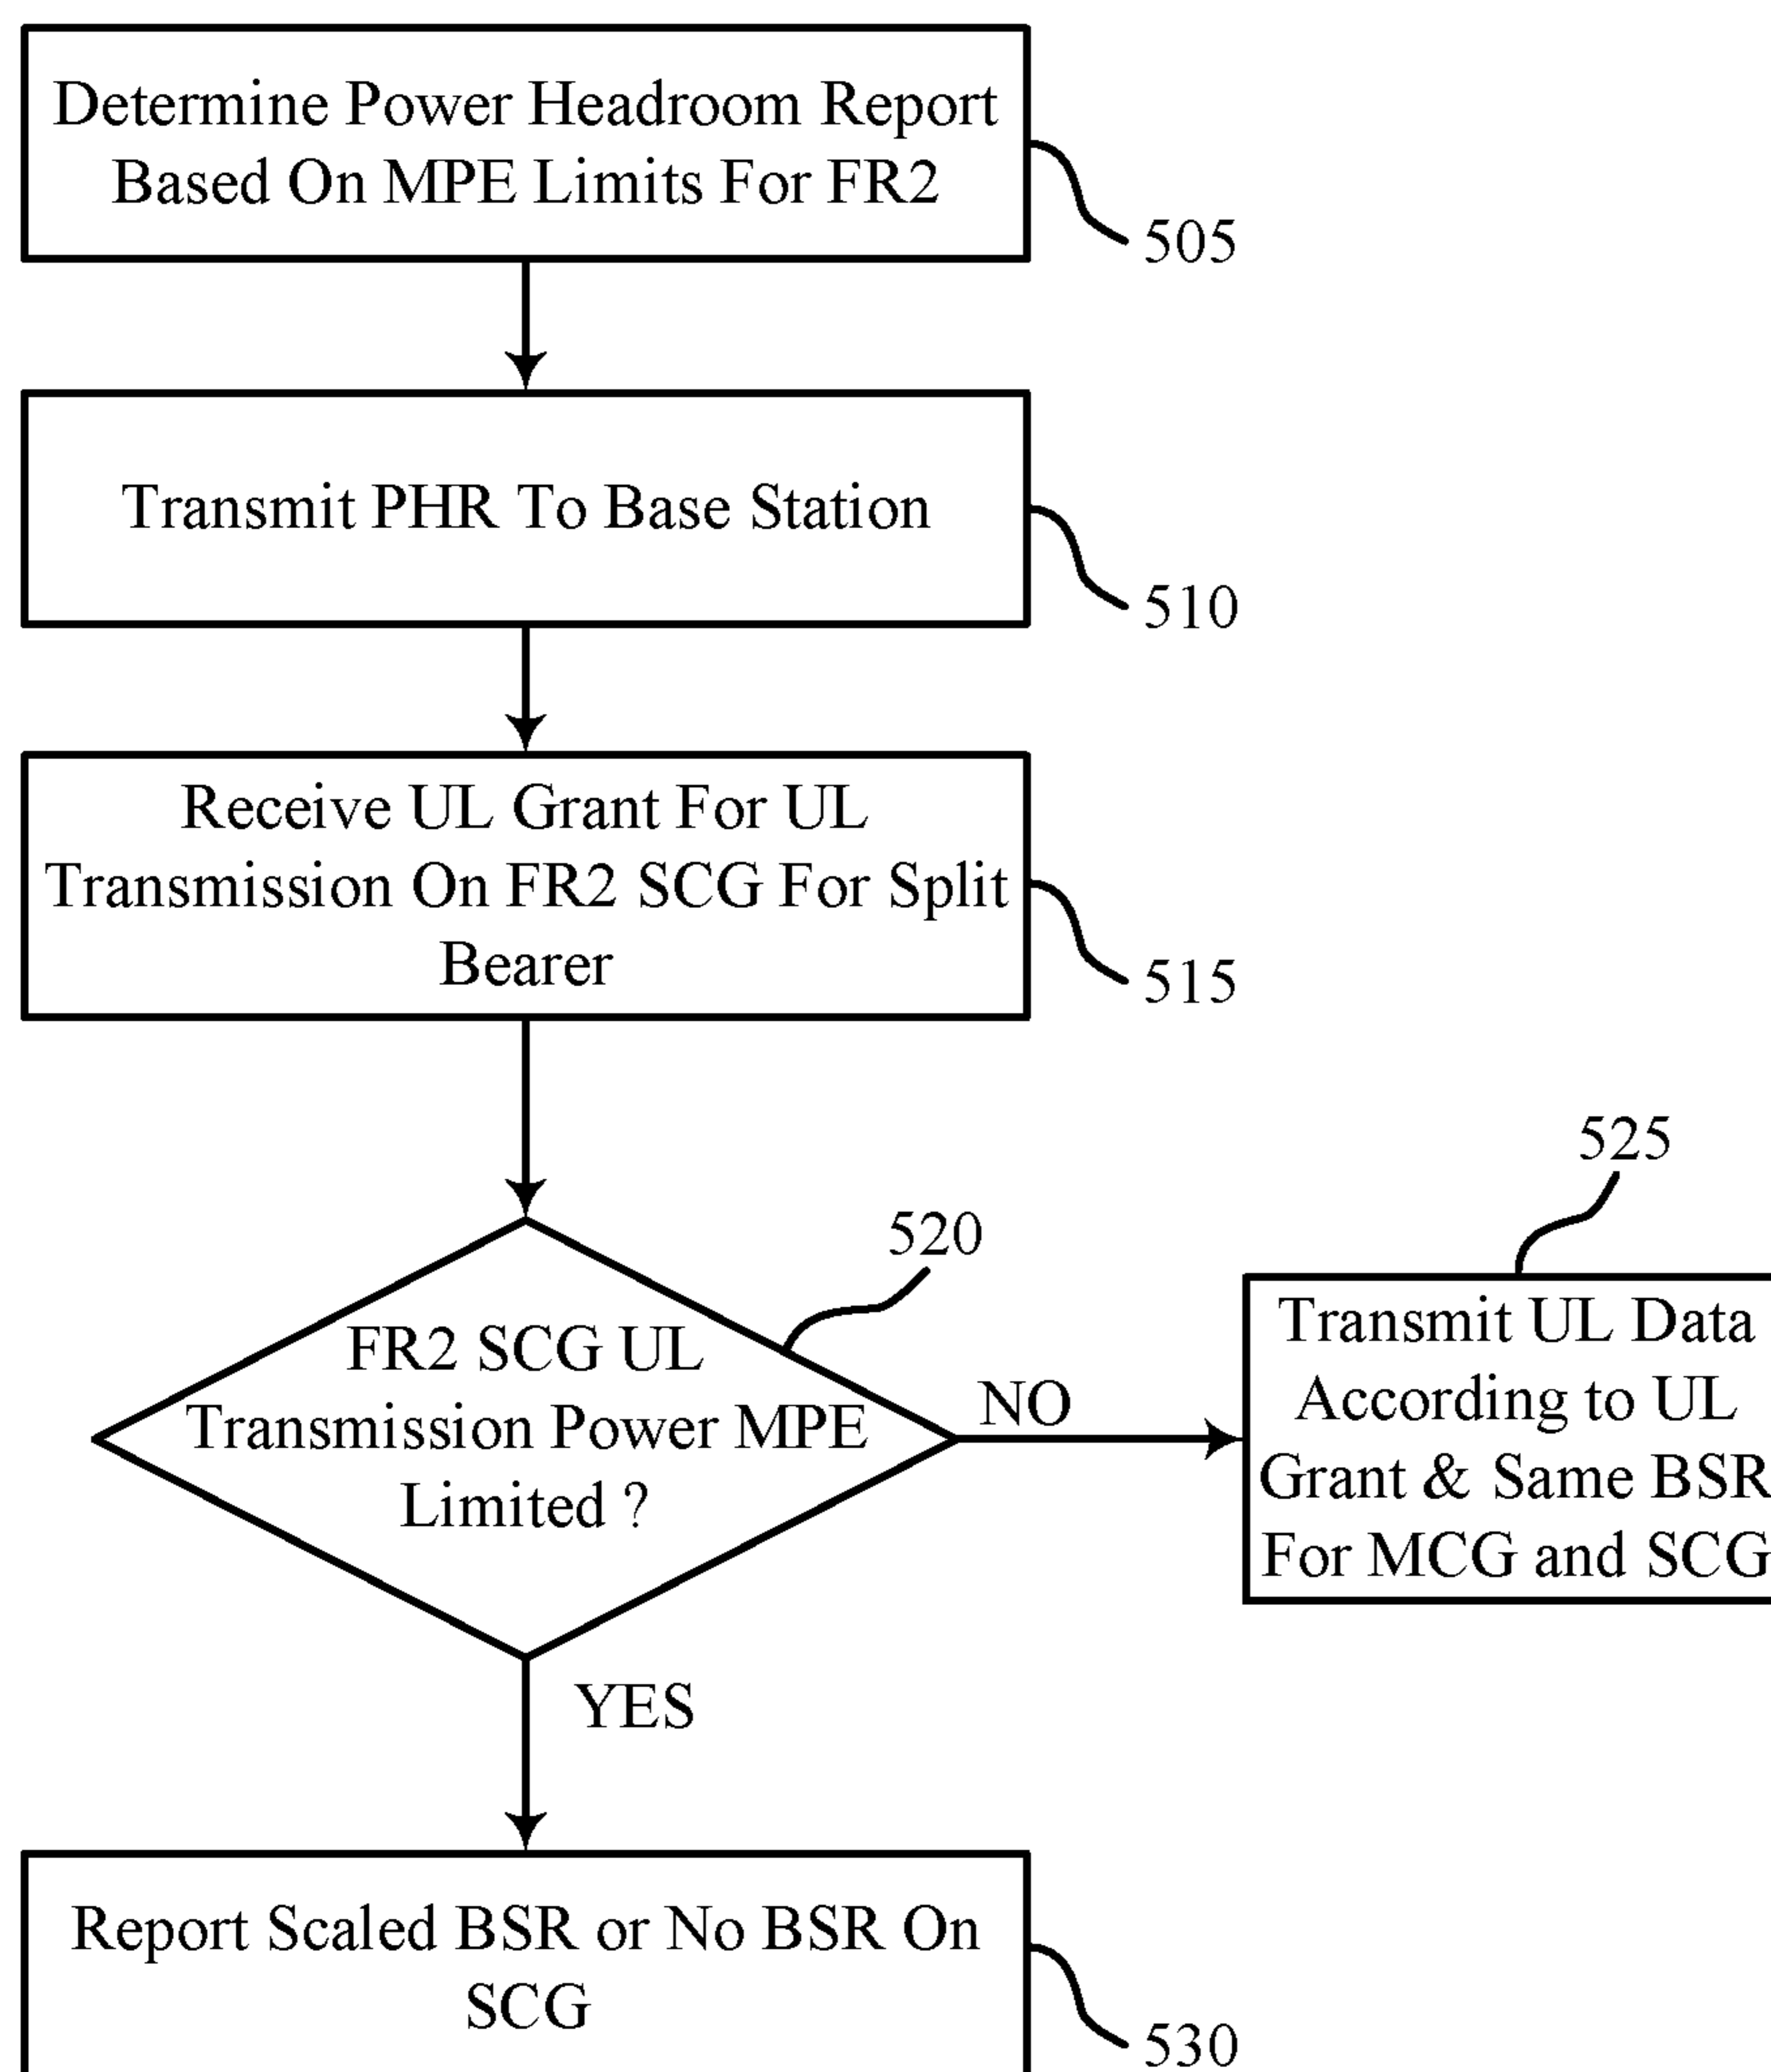 Determine Power Headroom Report
Based On MPE Limits For FR2
505
Transmit PHR To Base Station
510
Receive UL Grant For UL
Transmission On FR2 SCG For Split
Bearer
515
520
FR2 SCG UL
Transmission Power MPE
Limited ?
NO
525
Transmit UL Data
According to UL
Grant & Same BSR
For MCG and SCG
YES
Report Scaled BSR or No BSR On
SCG
530